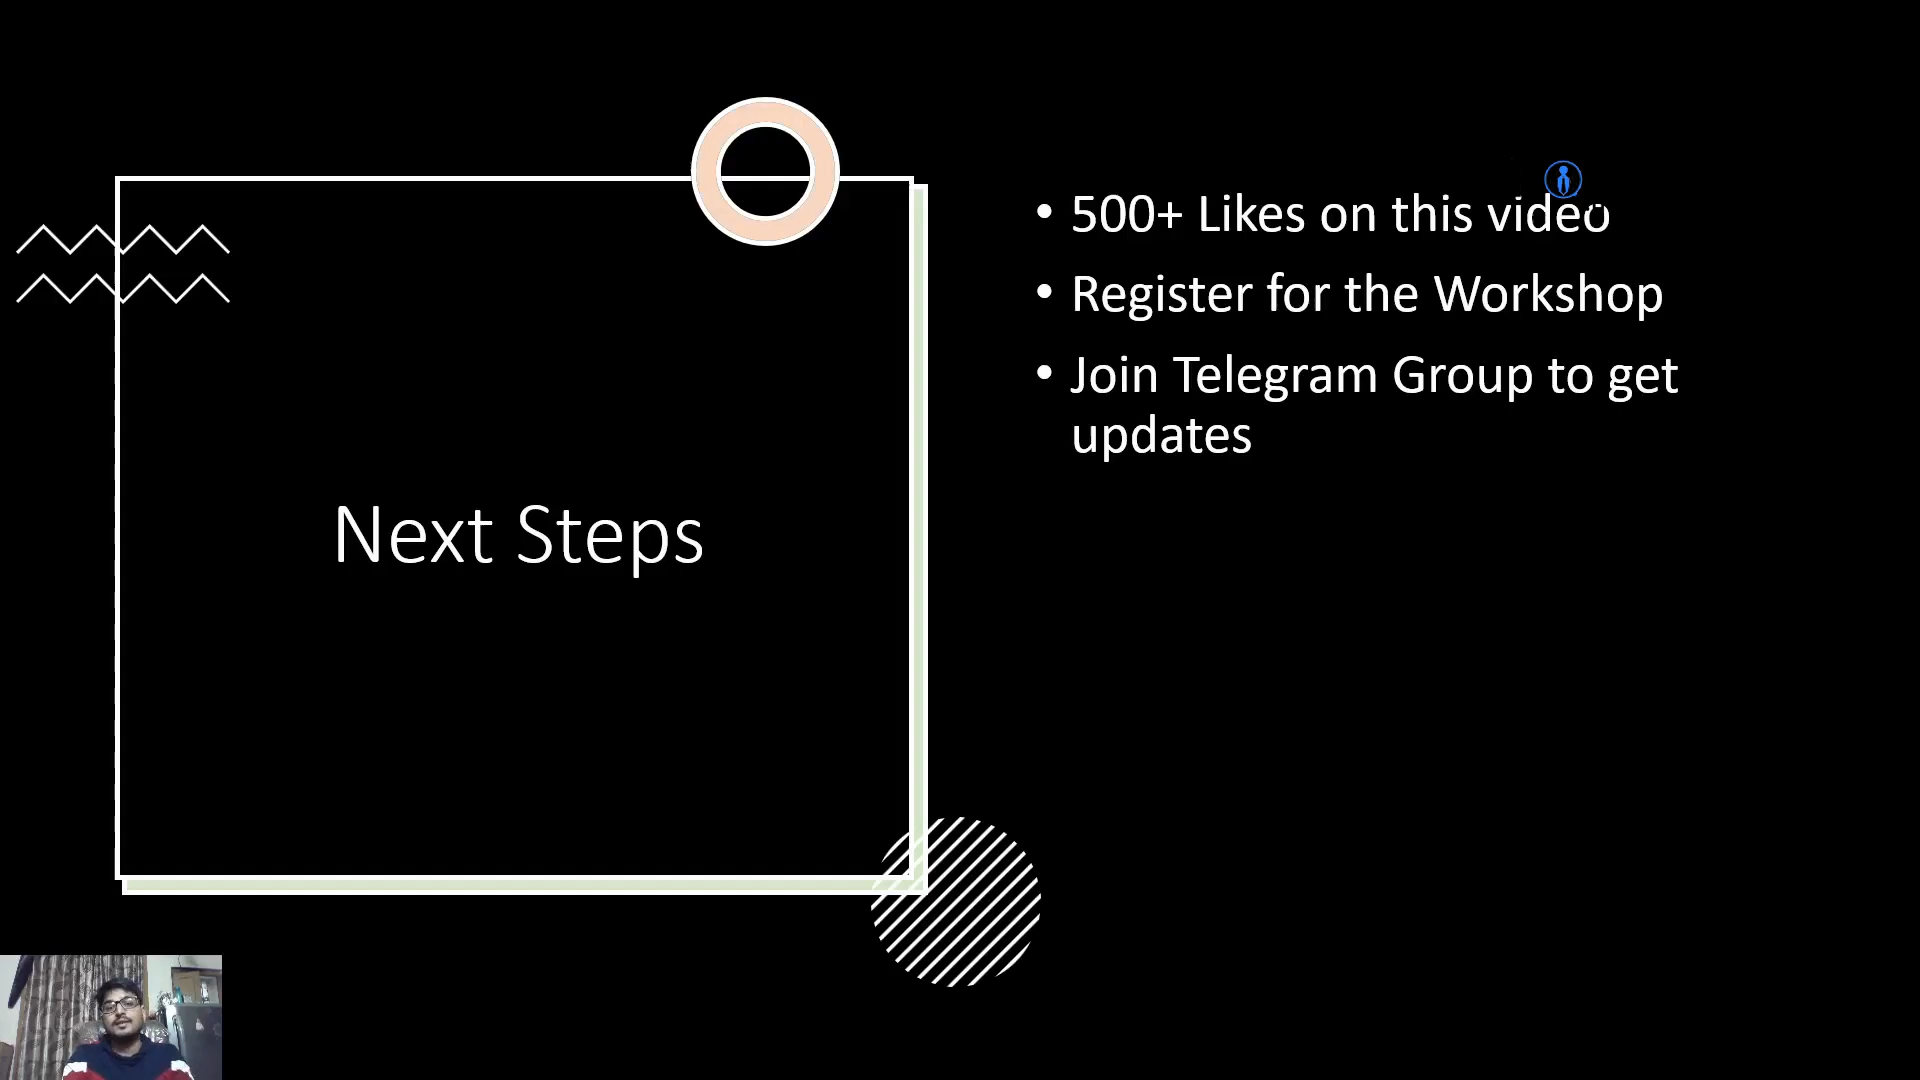 Next Steps
• 500+ Likes on this video
• Register for the Workshop
• Join Telegram Group to get
updates